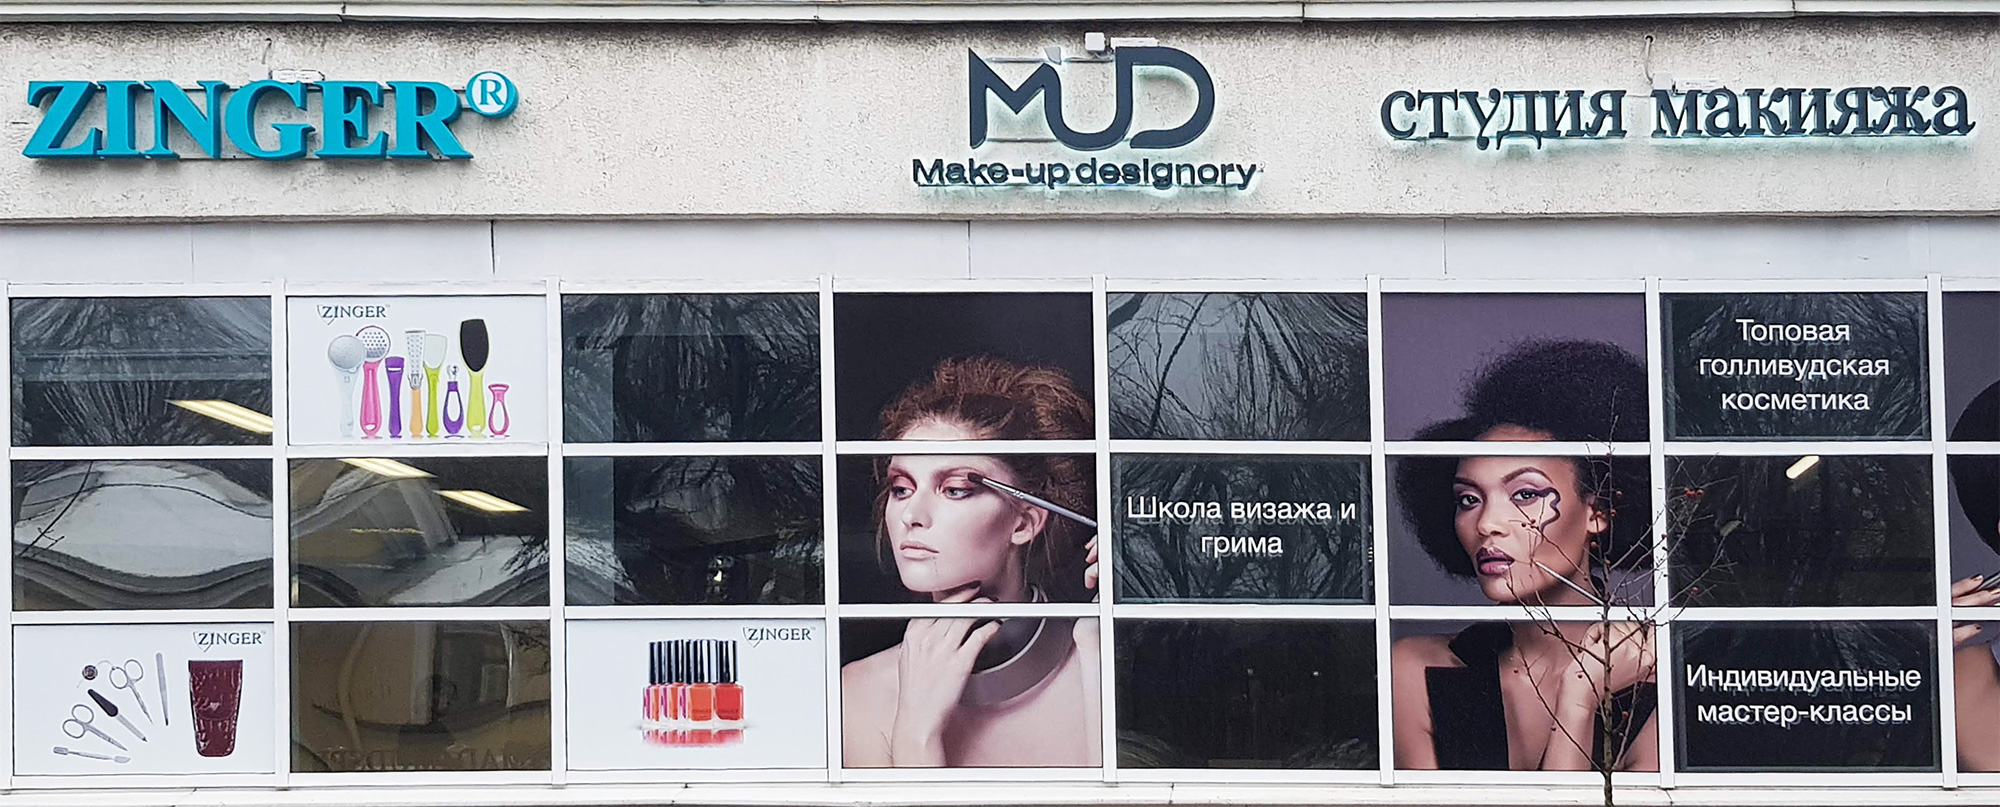 ZINGER®
MUD
Make-up designory
студия макияжа
ZINGER
Топовая
голливудская
косметика
Школа визажа и
грима
ZINGER
ZINGER
Индивидуальные
мастер-классы